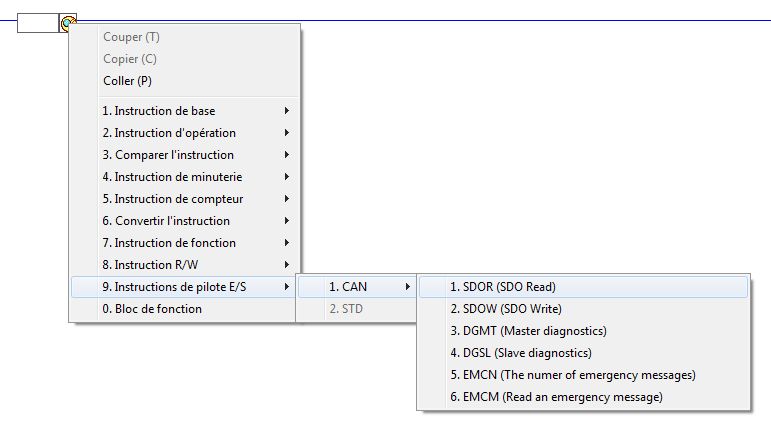 Couper (T)
Copier (C)
Coller (P)
1. Instruction de base
2. Instruction d'opération
3. Comparer l'instruction
4. Instruction de minuterie
5. Instruction de compteur
6. Convertir l'instruction
7. Instruction de fonction
8. Instruction R/W
9. Instructions de pilote E/S
0. Bloc de fonction
1. CAN
2. STD
1. SDOR (SDO Read)
2. SDOW (SDO Write)
3. DGMT (Master diagnostics)
4. DGSL (Slave diagnostics)
5. EMCN (The numer of emergency messages)
6. EMCM (Read an emergency message)